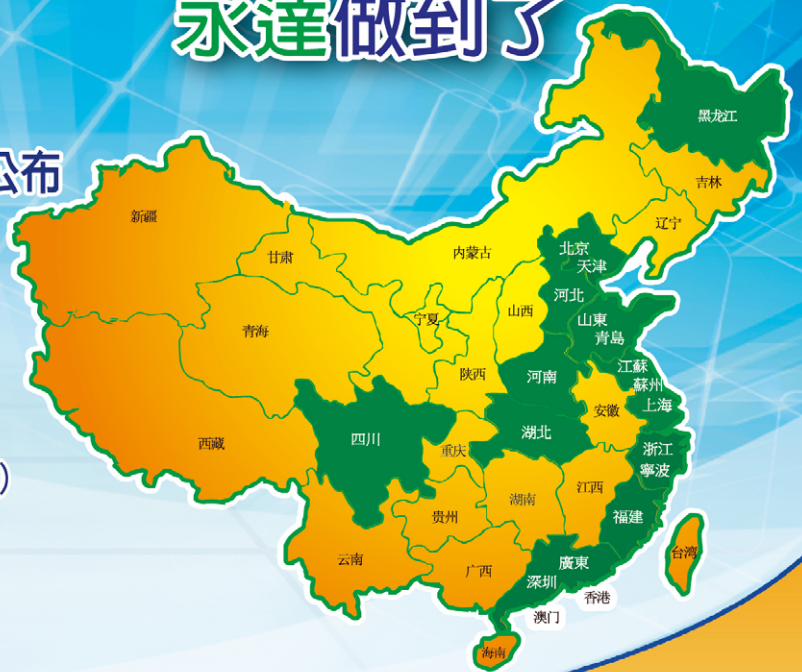 永達做到了
公布
黑龙江
吉林
辽宁
新疆
内蒙古
甘肃
北京
天津
河北
山西
宁夏
山東
青島
青海
陕西
河南
江蘇
蘇州
上海
安徽
四川
湖北
重庆
西藏
浙江
寧波
江西
湖南
贵州
福建
云南
广西
廣東
深圳
台湾
香港
澳门
海南
）